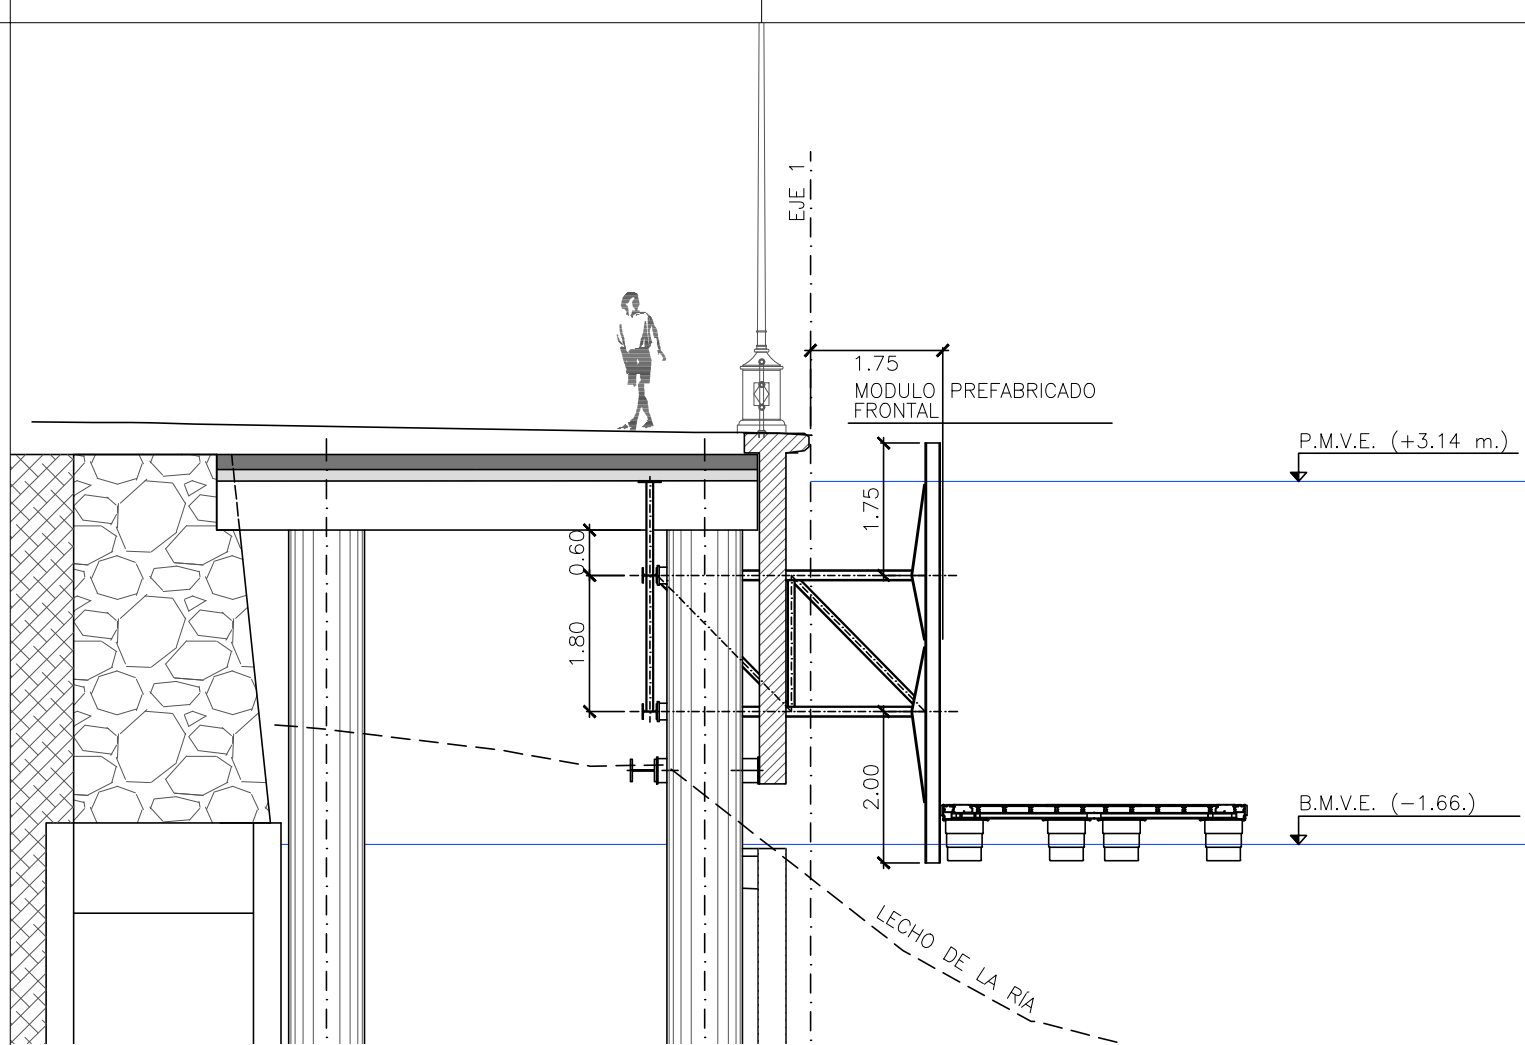 EJE 1
1.75
MODULO PREFABRICADO
FRONTAL
P.M.V.E. (+3.14 m.)
1.75
0.60
1.80
2.00
B.M.V.E. (−1.66.)
LECHO DE LA RÍA